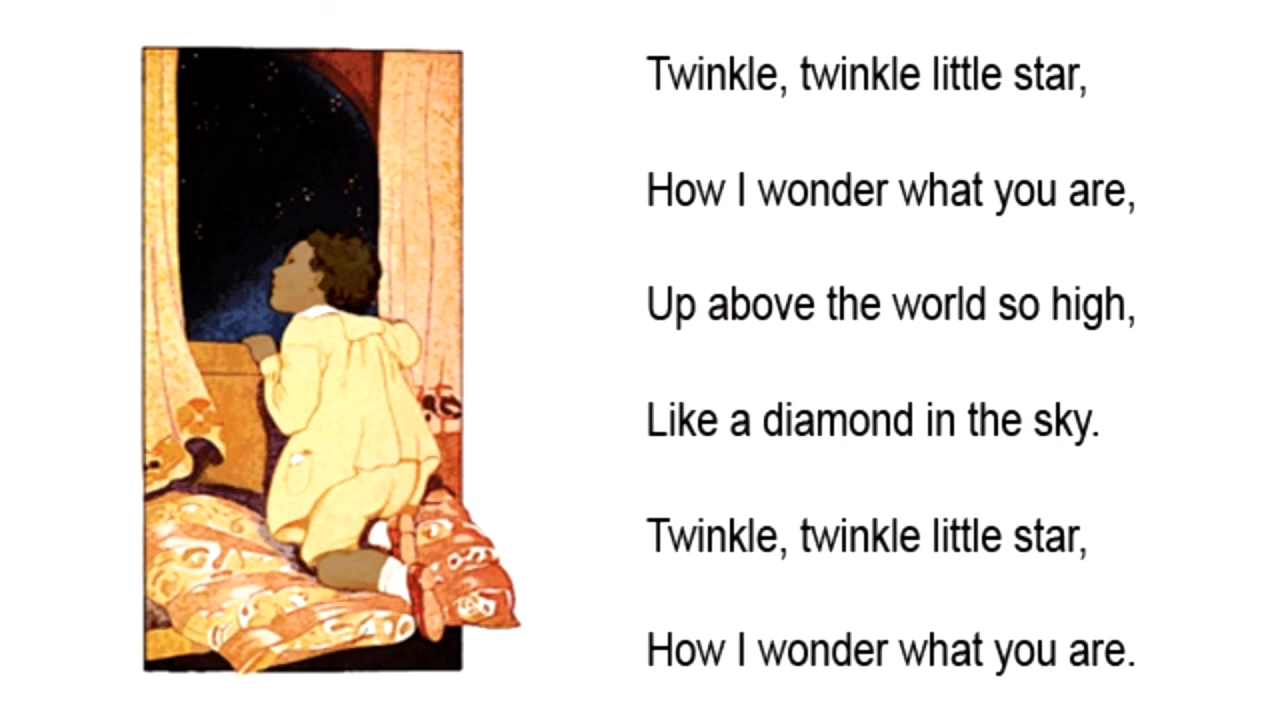 Twinkle, twinkle little star,
How I wonder what you are,
Up above the world so high,
Like a diamond in the sky.
Twinkle, twinkle little star,
How I wonder what you are.